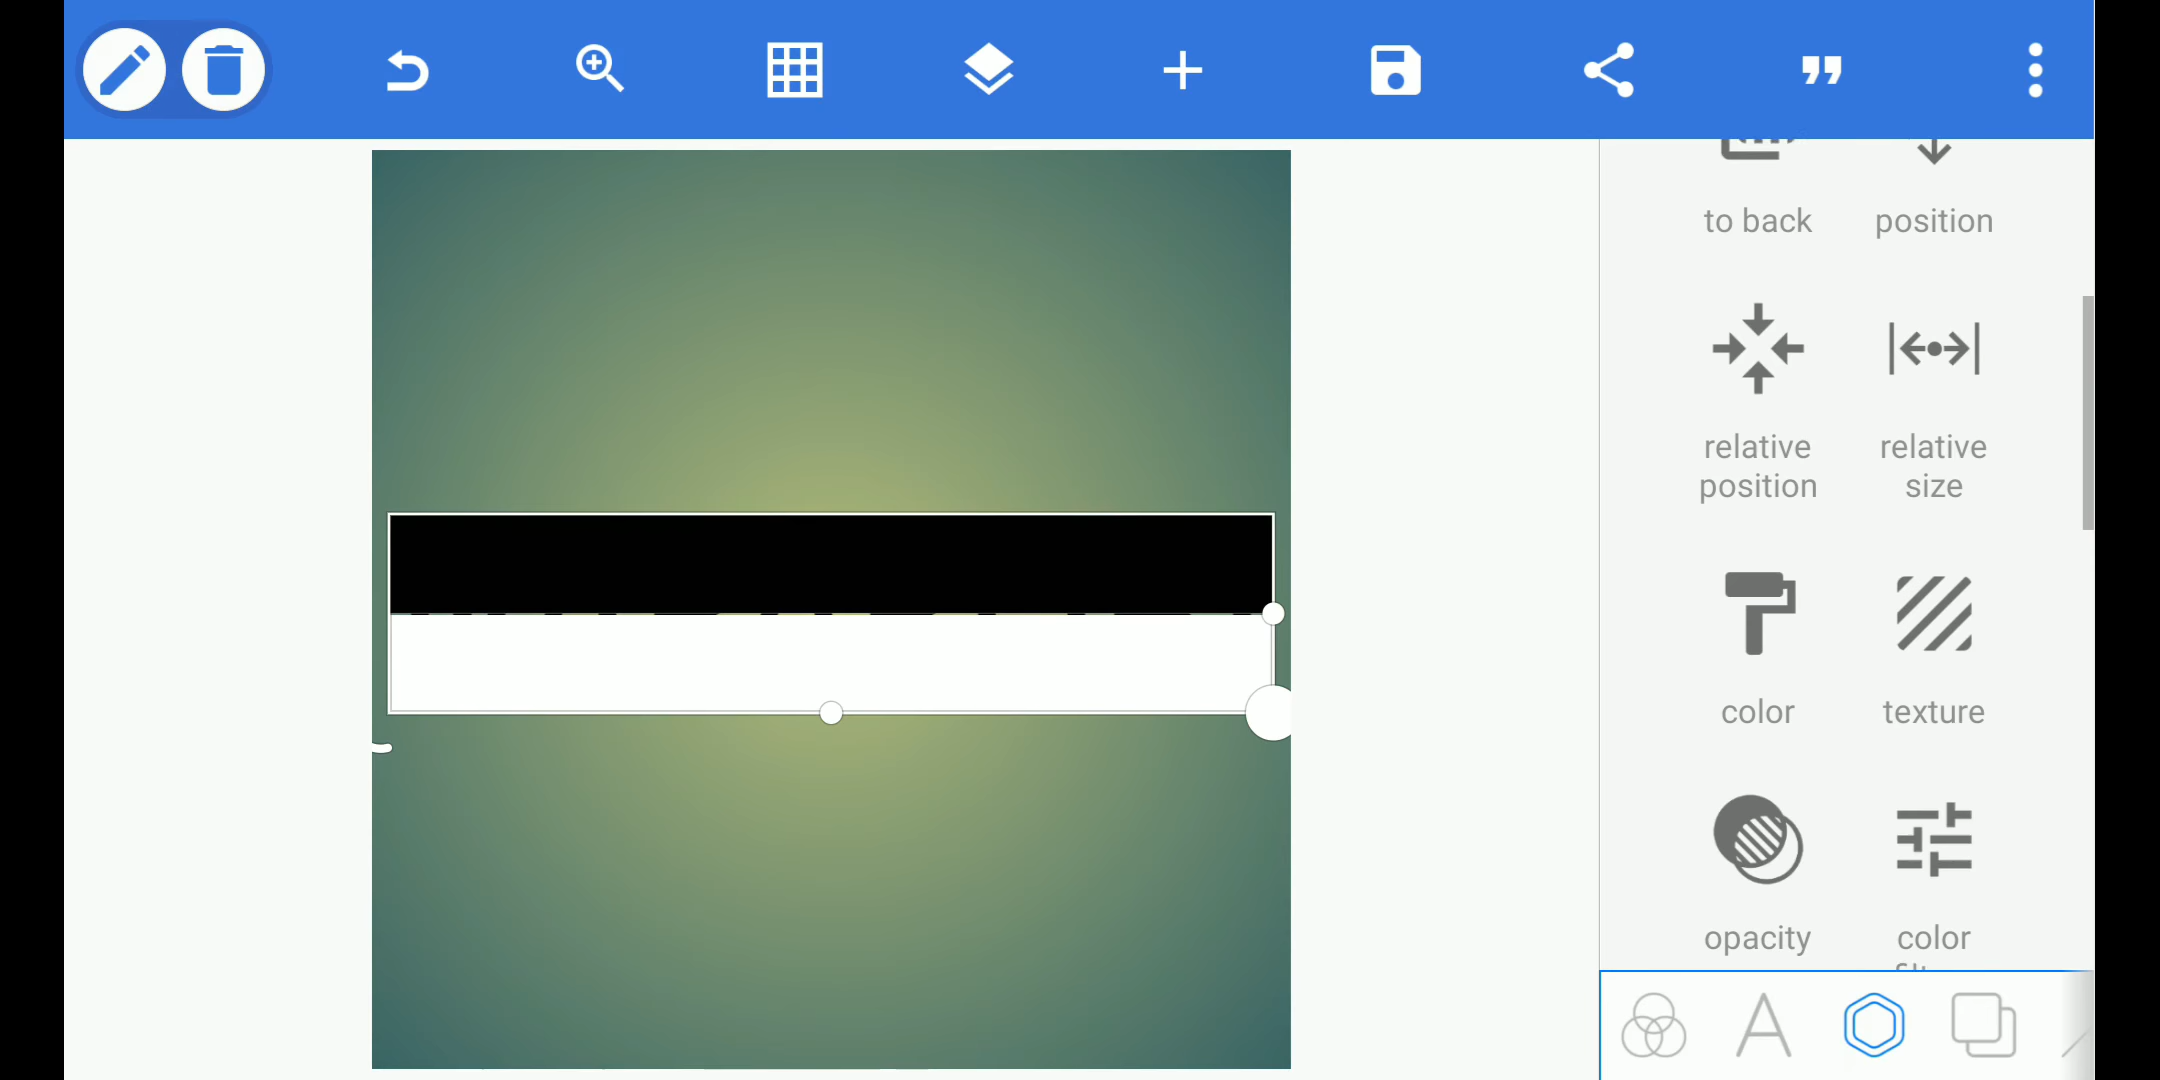 to back
position
relative
position
relative
size
color
texture
opacity
color